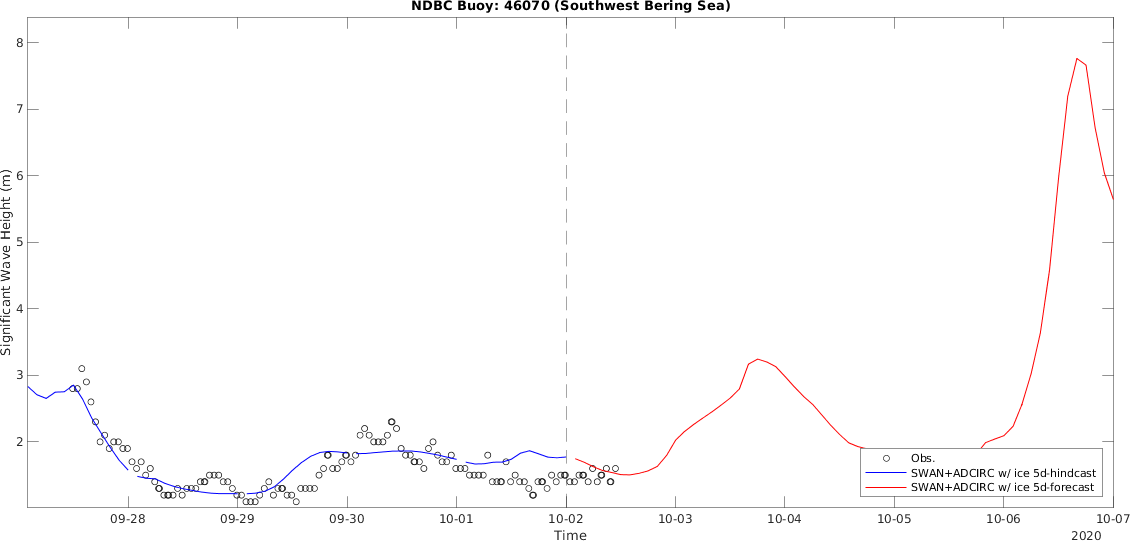 NDBC Buoy: 46070 (Southwest Bering Sea)
8
7
6
5
4
3
2
Significant Wave Height (m)
Obs.
SWAN+ADCIRC w/ ice 5d-hindcast
SWAN+ADCIRC w/ ice 5d-forecast
09-28 09-29 09-30 10-01 10-02 10-03 10-04 10-05 10-06 10-07
Time
2020